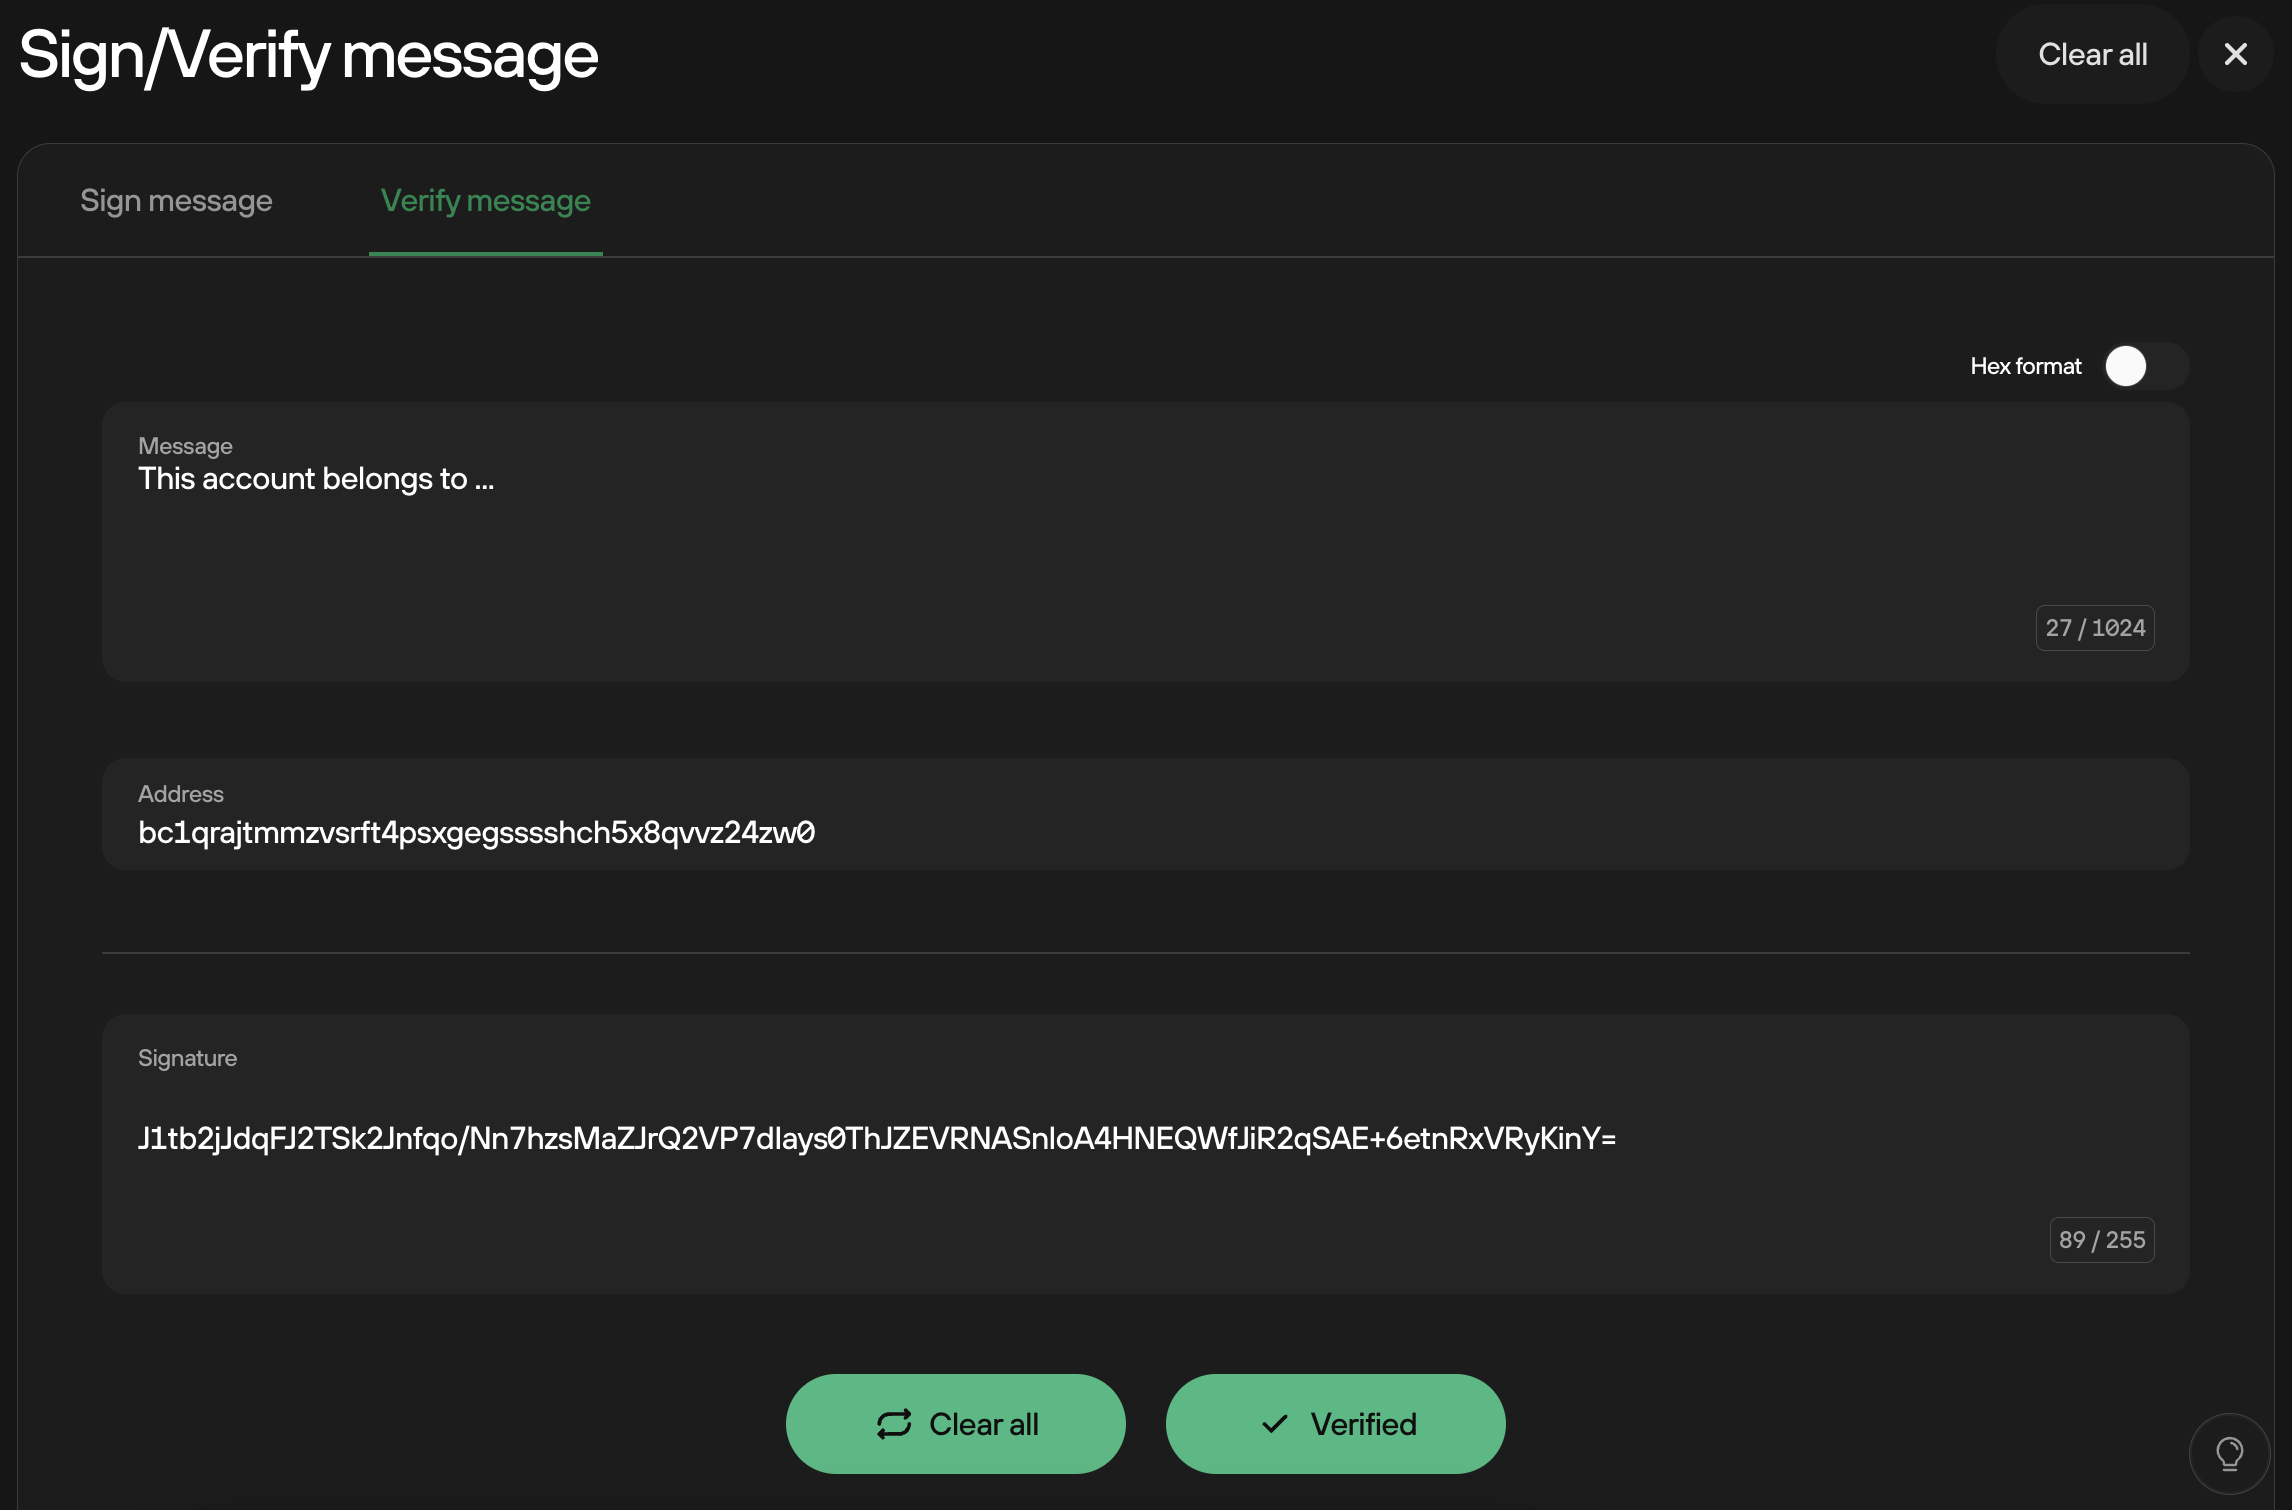 Sign/Verify message
Clear all
Sign message
Verify message
Hex format
Message
This account belongs to ...
27 / 1024
Address
bc1qrajtmmzvsrft4psxgegsssshch5x8qvvz24zw0
Signature
J1tb2jJdqFJ2TSk2Jnfqo/Nn7hzsMaZJrQ2VP7dIays0ThJZEVRNASnIoA4HNEQWfJiR2qSAE+6etnRxVRyKinY=
89 / 255
Clear all
Verified